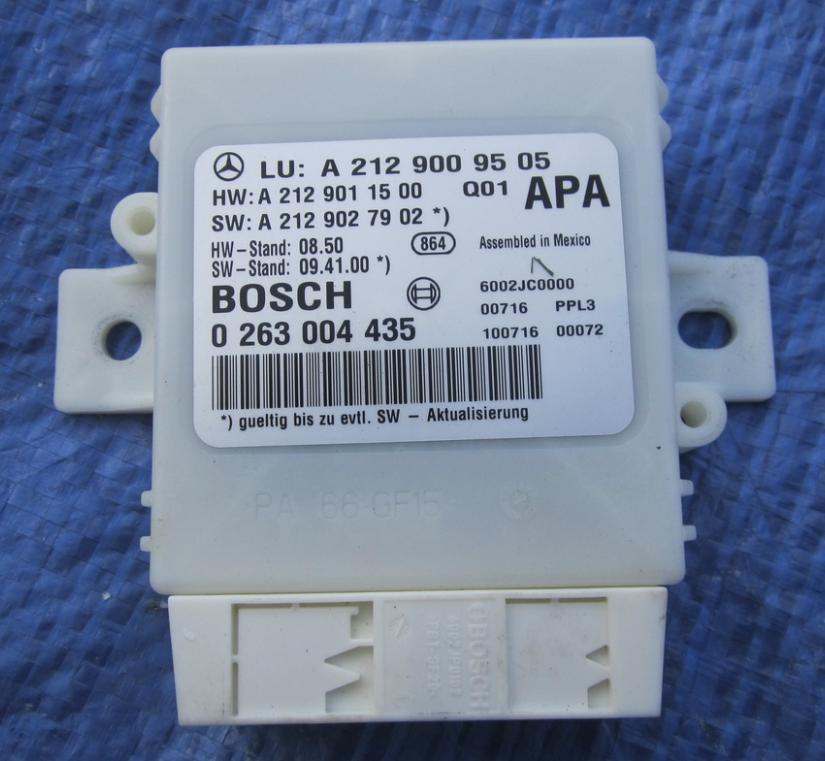 LU: A 212 900 95 05
HW: A 212 901 15 00 Q01 APA
SW: A 212 902 79 02 *)
HW-Stand: 08.50 864 Assembled in Mexico
SW-Stand: 09.41.00 *)
6002JC0000
BOSCH
00716 PPL3
0 263 004 435
100716 00072
*) gueltig bis zu evtl. SW - Aktualisierung
PA 66-GF15
BOSCH